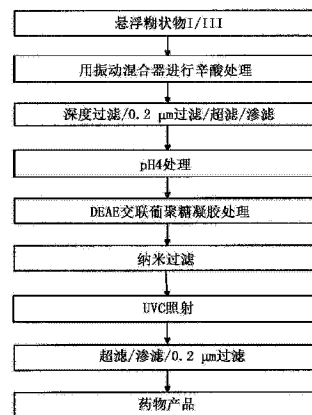 悬浮糊状物I/III
用振动混合器进行辛酸处理
深度过滤/0.2 μm过滤/超滤/渗滤
pH4处理
DEAE交联葡聚糖凝胶处理
纳米过滤
UVC照射
超滤/渗滤/0.2 μm过滤
药物产品